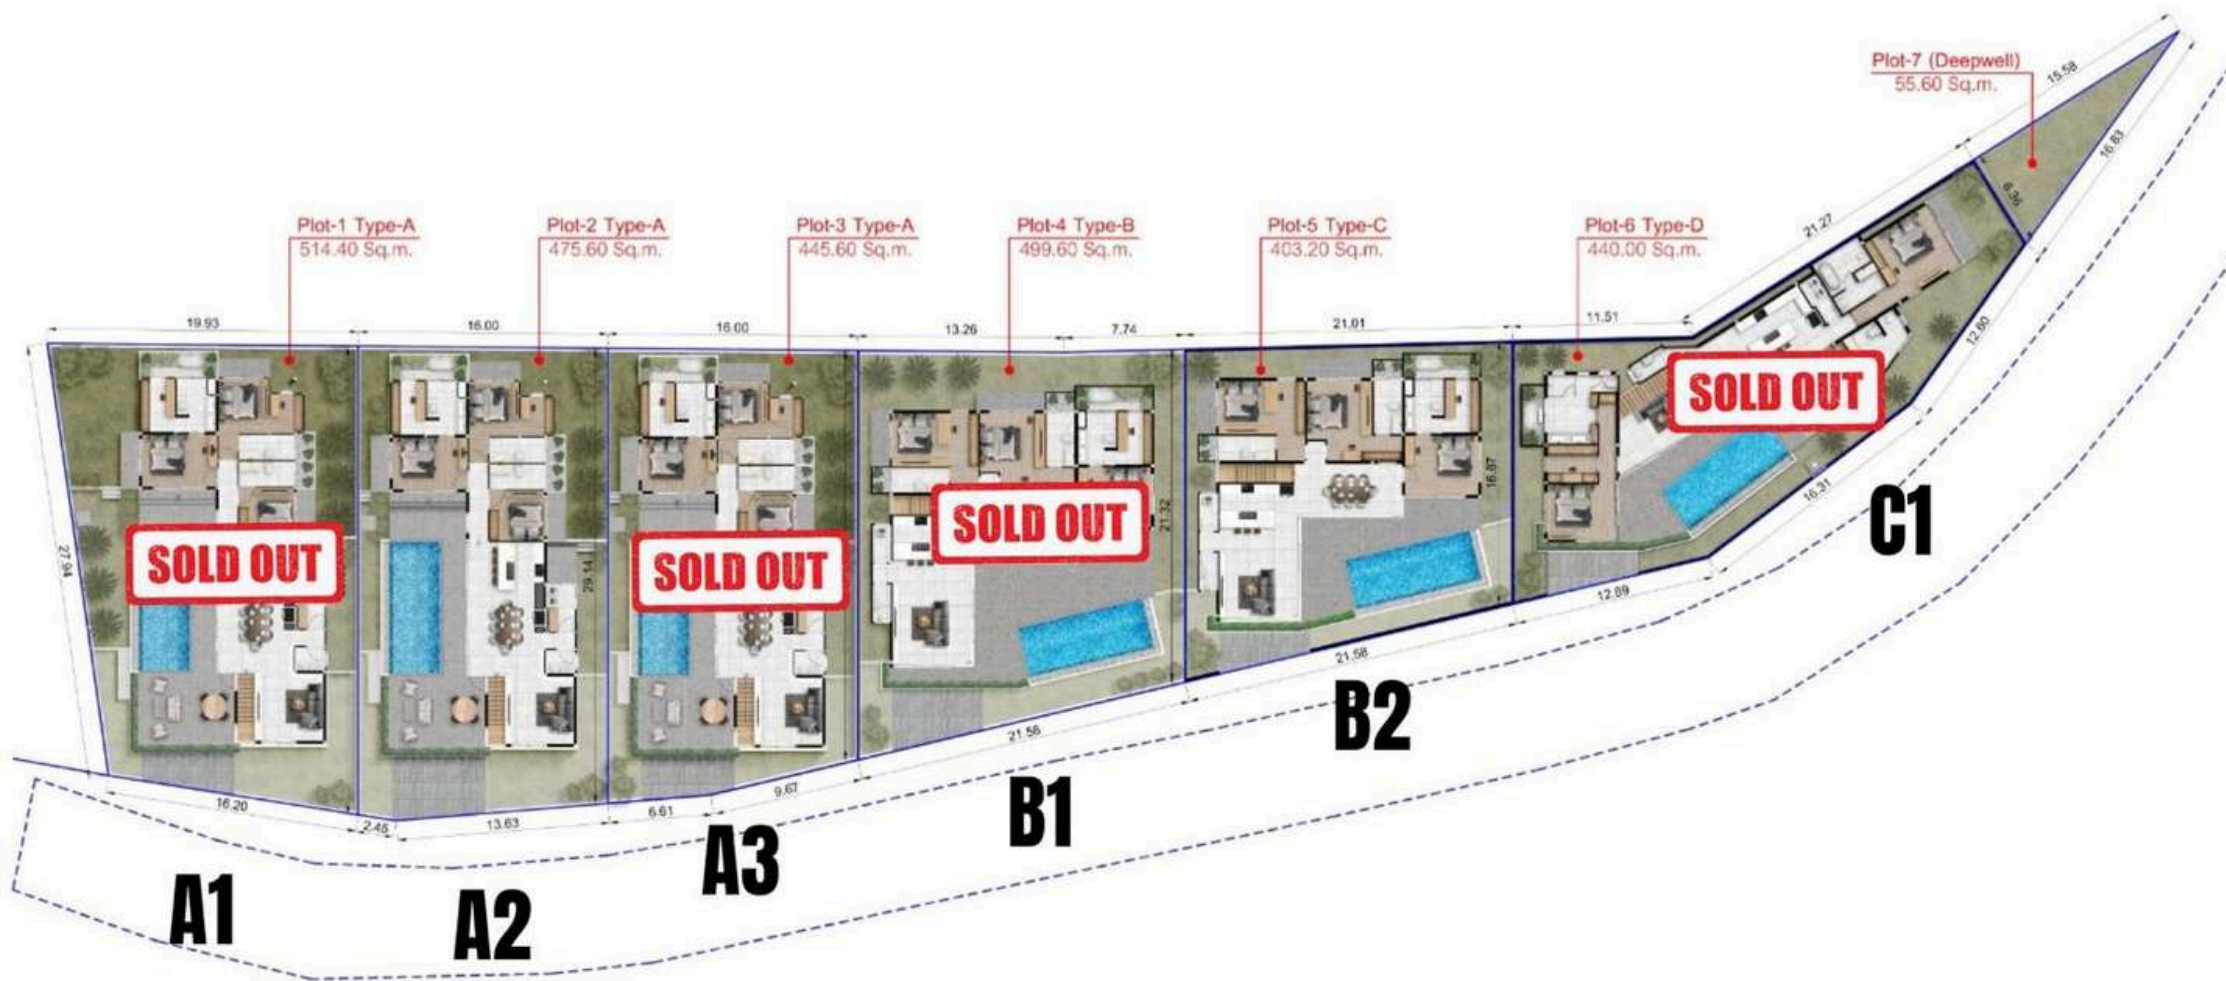 Plot-7 (Deepwell)
55.60 Sq.m.
15.58
16.83
6.36
21.27
Plot-1 Type-A
514.40 Sq.m.
Plot-2 Type-A
475.60 Sq.m.
Plot-3 Type-A
445.60 Sq.m.
Plot-4 Type-B
499.60 Sq.m.
Plot-5 Type-C
403.20 Sq.m.
Plot-6 Type-D
440.00 Sq.m.
19.93
16.00
16.00
13.26
7.74
21.01
11.51
12.60
SOLD OUT
16.87
16.31
SOLD OUT
21.32
SOLD OUT
SOLD OUT
27.94
29.14
12.89
21.58
21.56
16.20
2.45
13.63
6.61
9.67
A1
A2
A3
B1
B2
C1